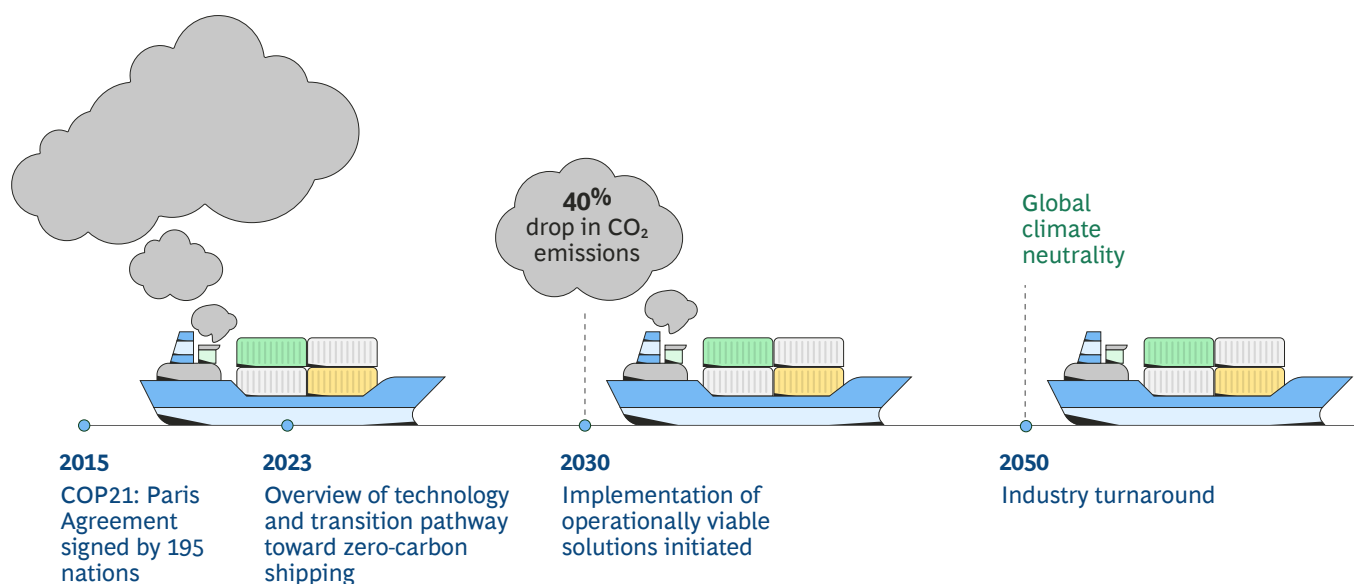 40%
drop in CO₂
emissions
Global
climate
neutrality
2015
COP21: Paris
Agreement
signed by 195
nations
2023
Overview of technology
and transition pathway
toward zero-carbon
shipping
2030
Implementation of
operationally viable
solutions initiated
2050
Industry turnaround